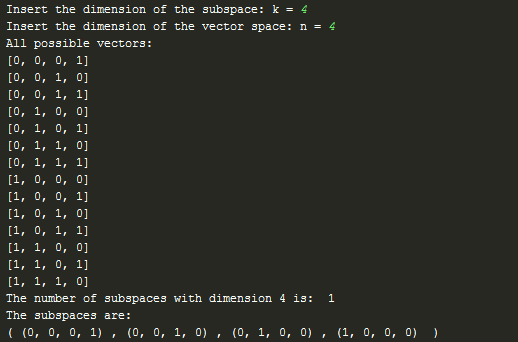 Insert the dimension of the subspace: k = 4
Insert the dimension of the vector space: n = 4
All possible vectors:
[0, 0, 0, 1]
[0, 0, 1, 0]
[0, 0, 1, 1]
[0, 1, 0, 0]
[0, 1, 0, 1]
[0, 1, 1, 0]
[0, 1, 1, 1]
[1, 0, 0, 0]
[1, 0, 0, 1]
[1, 0, 1, 0]
[1, 0, 1, 1]
[1, 1, 0, 0]
[1, 1, 0, 1]
[1, 1, 1, 0]
The number of subspaces with dimension 4 is:  1
The subspaces are:
( (0, 0, 0, 1) , (0, 0, 1, 0) , (0, 1, 0, 0) , (1, 0, 0, 0)  )